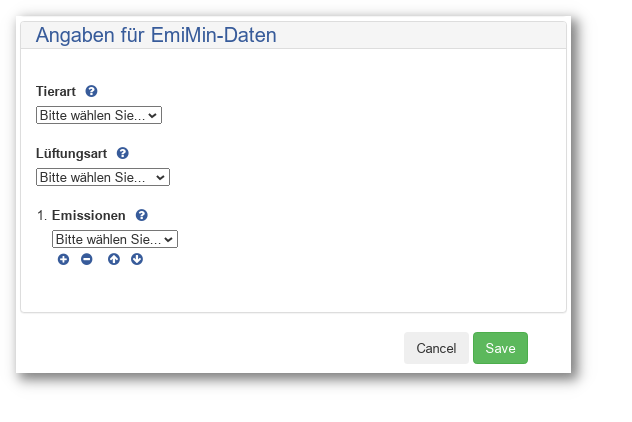 Angaben für EmiMin-Daten
Tierart
Bitte wählen Sie...
Lüftungsart
Bitte wählen Sie...
1. Emissionen
Bitte wählen Sie...
Cancel Save